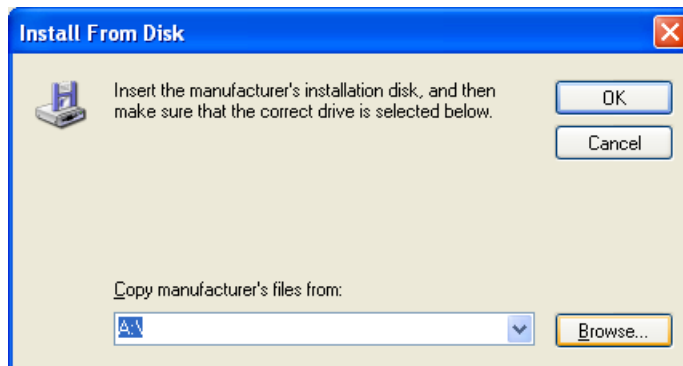 Install From Disk
Insert the manufacturer's installation disk, and then
make sure that the correct drive is selected below.
OK
Cancel
Copy manufacturer's files from:
A:\
Browse...